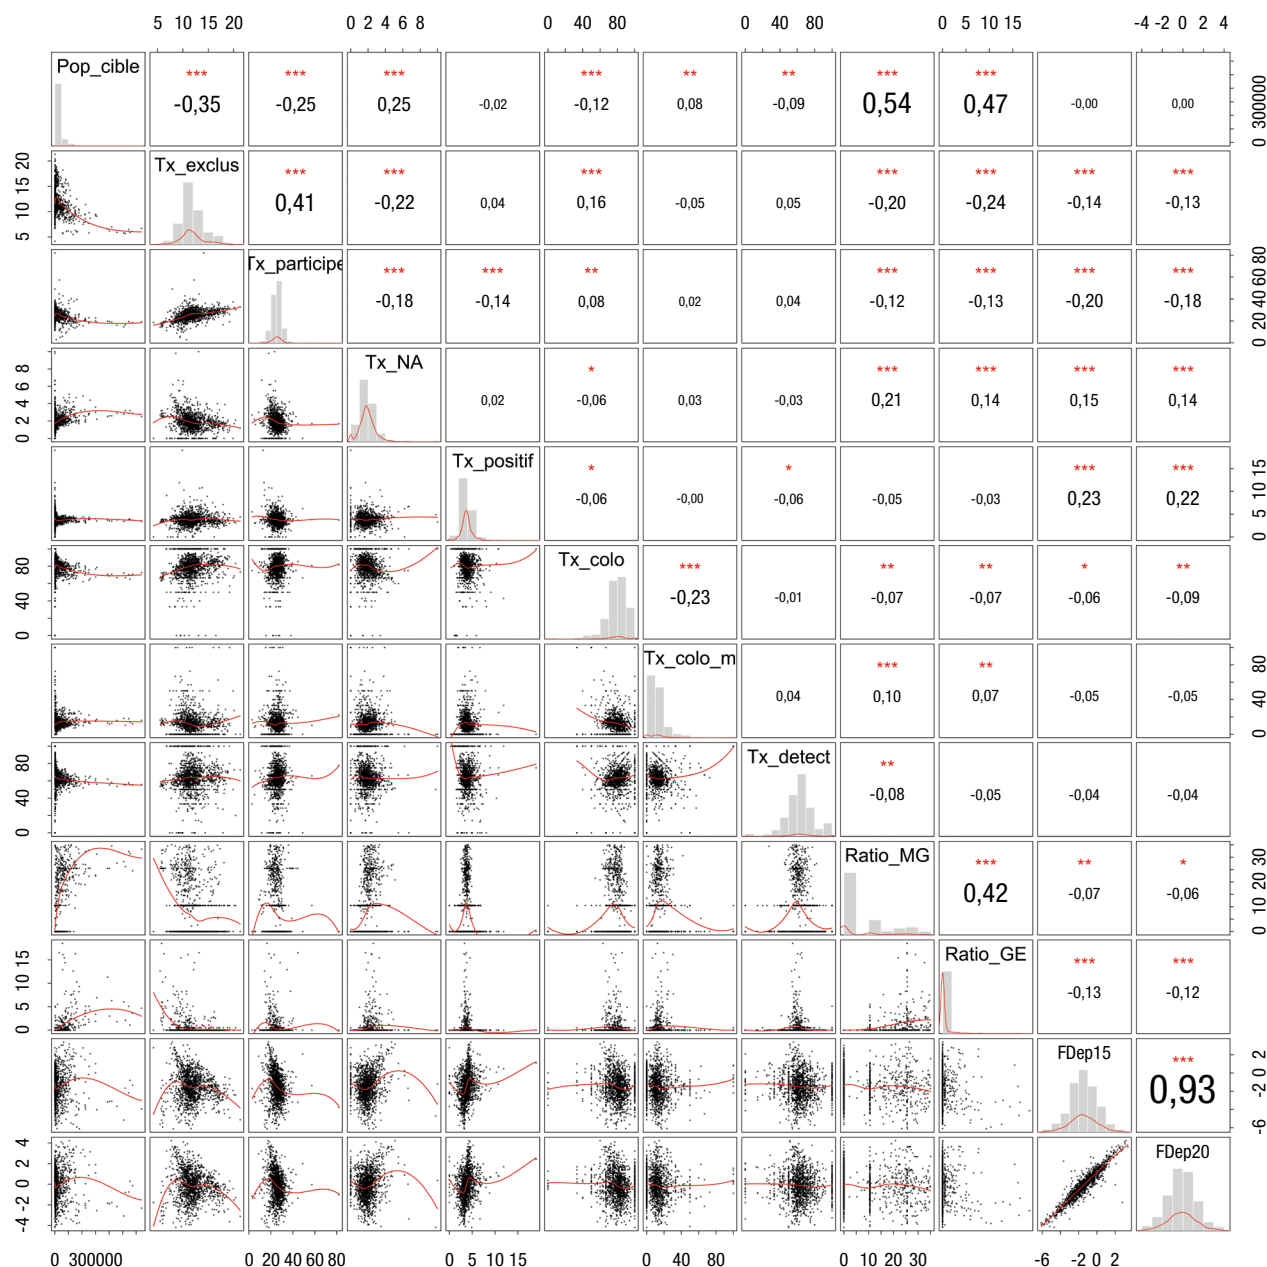 5 10 15 20 0 2 4 6 8 0 40 80 0 40 80 0 5 10 15 -4 -2 0 2 4
Pop_cible *** -0,35 *** -0,25 *** 0,25 -0,02 *** -0,12 ** 0,08 ** -0,09 *** 0,54 *** 0,47 -0,00 0,00 0 300000
5 10 15 20 Tx_exclus *** 0,41 *** -0,22 0,04 *** 0,16 -0,05 0,05 *** -0,20 *** -0,24 *** -0,14 *** -0,13
Tx_participe *** -0,18 *** -0,14 ** 0,08 0,02 0,04 *** -0,12 *** -0,13 *** -0,20 *** -0,18 0 20 40 60 80
0 2 4 6 8 Tx_NA 0,02 * -0,06 0,03 -0,03 *** 0,21 *** 0,14 *** 0,15 *** 0,14
Tx_positif * -0,06 -0,00 * -0,06 -0,05 -0,03 *** 0,23 *** 0,22 0 5 10 15
0 40 80 Tx_colo *** -0,23 -0,01 ** -0,07 ** -0,07 * -0,06 ** -0,09
Tx_colo_m 0,04 *** 0,10 ** 0,07 -0,05 -0,05 0 40 80
0 40 80 Tx_detect ** -0,08 -0,05 -0,04 -0,04
Ratio_MG *** 0,42 ** -0,07 * -0,06 0 10 20 30
0 5 10 15 Ratio_GE *** -0,13 *** -0,12
FDep15 *** 0,93 -6 -2 0 2
-4 -2 0 2 4 FDep20
0 300000 0 20 40 60 80 0 5 10 15 0 40 80 0 10 20 30 -6 -2 0 2